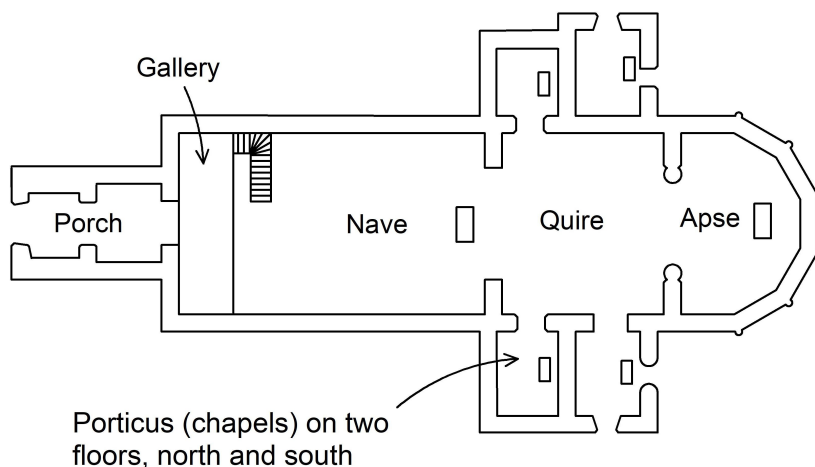 Gallery
Porch
Nave
Quire
Apse
Porticus (chapels) on two
floors, north and south